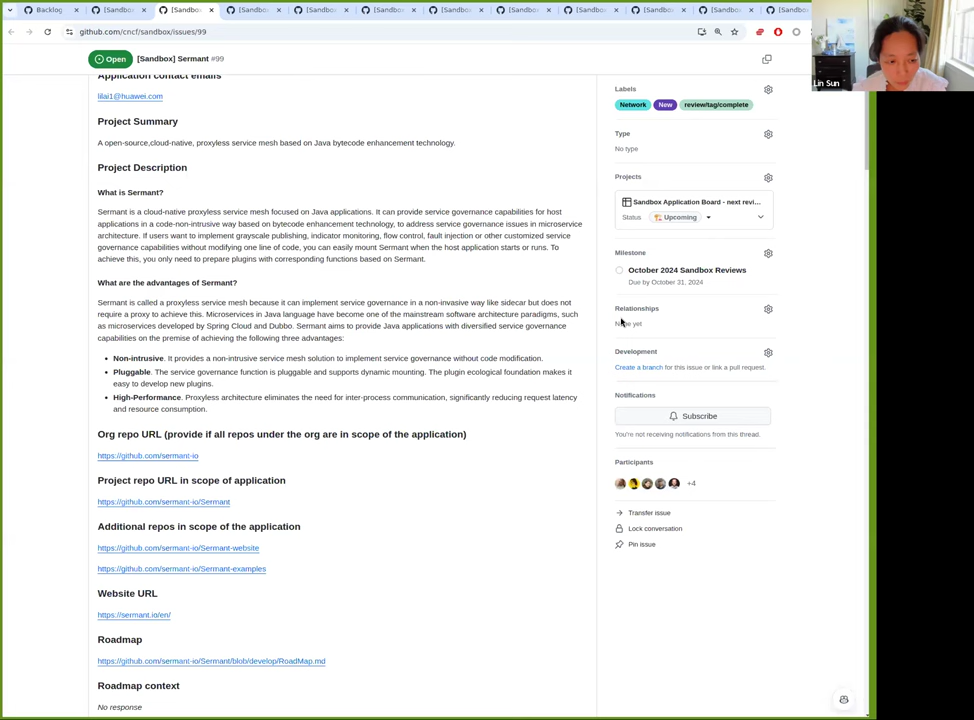 Backlog
[Sandbox
[Sandbox
[Sandbox
[Sandbox
[Sandbox
[Sandbox
[Sandbox
[Sandbox
[Sandbox
[Sandbox
[Sandbox
github.com/cncf/sandbox/issues/99
Lin Sun
Open
[Sandbox] Sermant #99
Application contact emails
lilai1@huawei.com
Project Summary
A open-source,cloud-native, proxyless service mesh based on Java bytecode enhancement technology.
Project Description
What is Sermant?
Sermant is a cloud-native proxyless service mesh focused on Java applications. It can provide service governance capabilities for host
applications in a code-non-intrusive way based on bytecode enhancement technology, to address service governance issues in microservice
architecture. If users want to implement grayscale publishing, indicator monitoring, flow control, fault injection or other customized service
governance capabilities without modifying one line of code, you can easily mount Sermant when the host application starts or runs. To
achieve this, you only need to prepare plugins with corresponding functions based on Sermant.
What are the advantages of Sermant?
Sermant is called a proxyless service mesh because it can implement service governance in a non-invasive way like sidecar but does not
require a proxy to achieve this. Microservices in Java language have become one of the mainstream software architecture paradigms, such
as microservices developed by Spring Cloud and Dubbo. Sermant aims to provide Java applications with diversified service governance
capabilities on the premise of achieving the following three advantages:
• Non-intrusive. It provides a non-intrusive service mesh solution to implement service governance without code modification.
• Pluggable. The service governance function is pluggable and supports dynamic mounting. The plugin ecological foundation makes it
easy to develop new plugins.
• High-Performance. Proxyless architecture eliminates the need for inter-process communication, significantly reducing request latency
and resource consumption.
Org repo URL (provide if all repos under the org are in scope of the application)
https://github.com/sermant-io
Project repo URL in scope of application
https://github.com/sermant-io/Sermant
Additional repos in scope of the application
https://github.com/sermant-io/Sermant-website
https://github.com/sermant-io/Sermant-examples
Website URL
https://sermant.io/en/
Roadmap
https://github.com/sermant-io/Sermant/blob/develop/RoadMap.md
Roadmap context
No response
Labels
Network New review/tag/complete
Type
No type
Projects
Sandbox Application Board - next revi...
Status Upcoming
Milestone
October 2024 Sandbox Reviews
Due by October 31, 2024
Relationships
None yet
Development
Create a branch for this issue or link a pull request.
Notifications
Subscribe
You're not receiving notifications from this thread.
Participants
+4
Transfer issue
Lock conversation
Pin issue